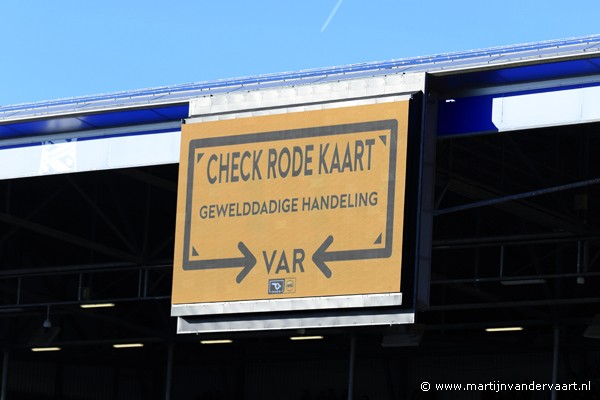 CHECK RODE KAART
GEWELDDADIGE HANDELING
VAR
© www.martijnvandervaart.nl